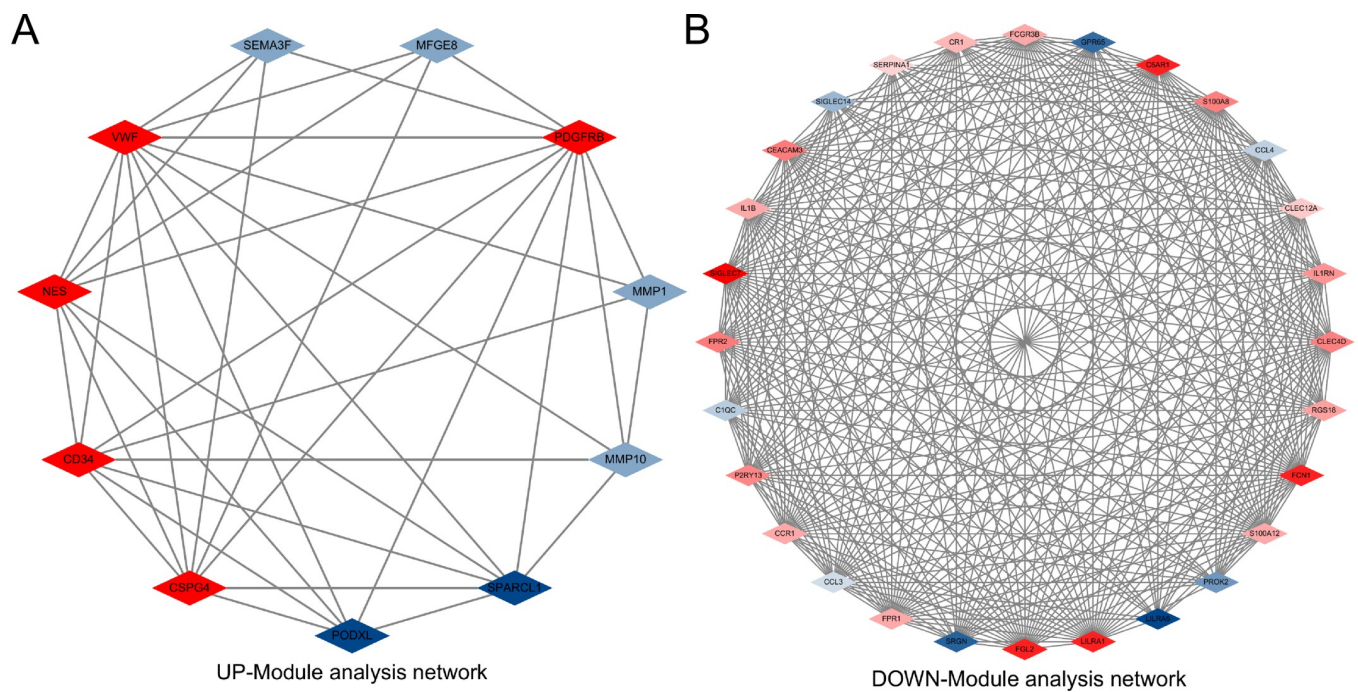 A
B
SEMA3F
MFGE8
VWF
PDGFRB
NES
MMP1
CD34
MMP10
CSPG4
SPARCL1
PODXL
UP-Module analysis network
FCGR3B
CR1
GPR65
SERPINA1
C5AR1
SIGLEC14
S100A8
CEACAM3
CCL4
IL1B
CLEC12A
SIGLEC7
IL1RN
FPR2
CLEC4D
C1QC
RGS18
P2RY13
FCN1
CCR1
S100A12
CCL3
PROK2
FPR1
LILRA5
SRGN
FGL2
LILRA1
DOWN-Module analysis network